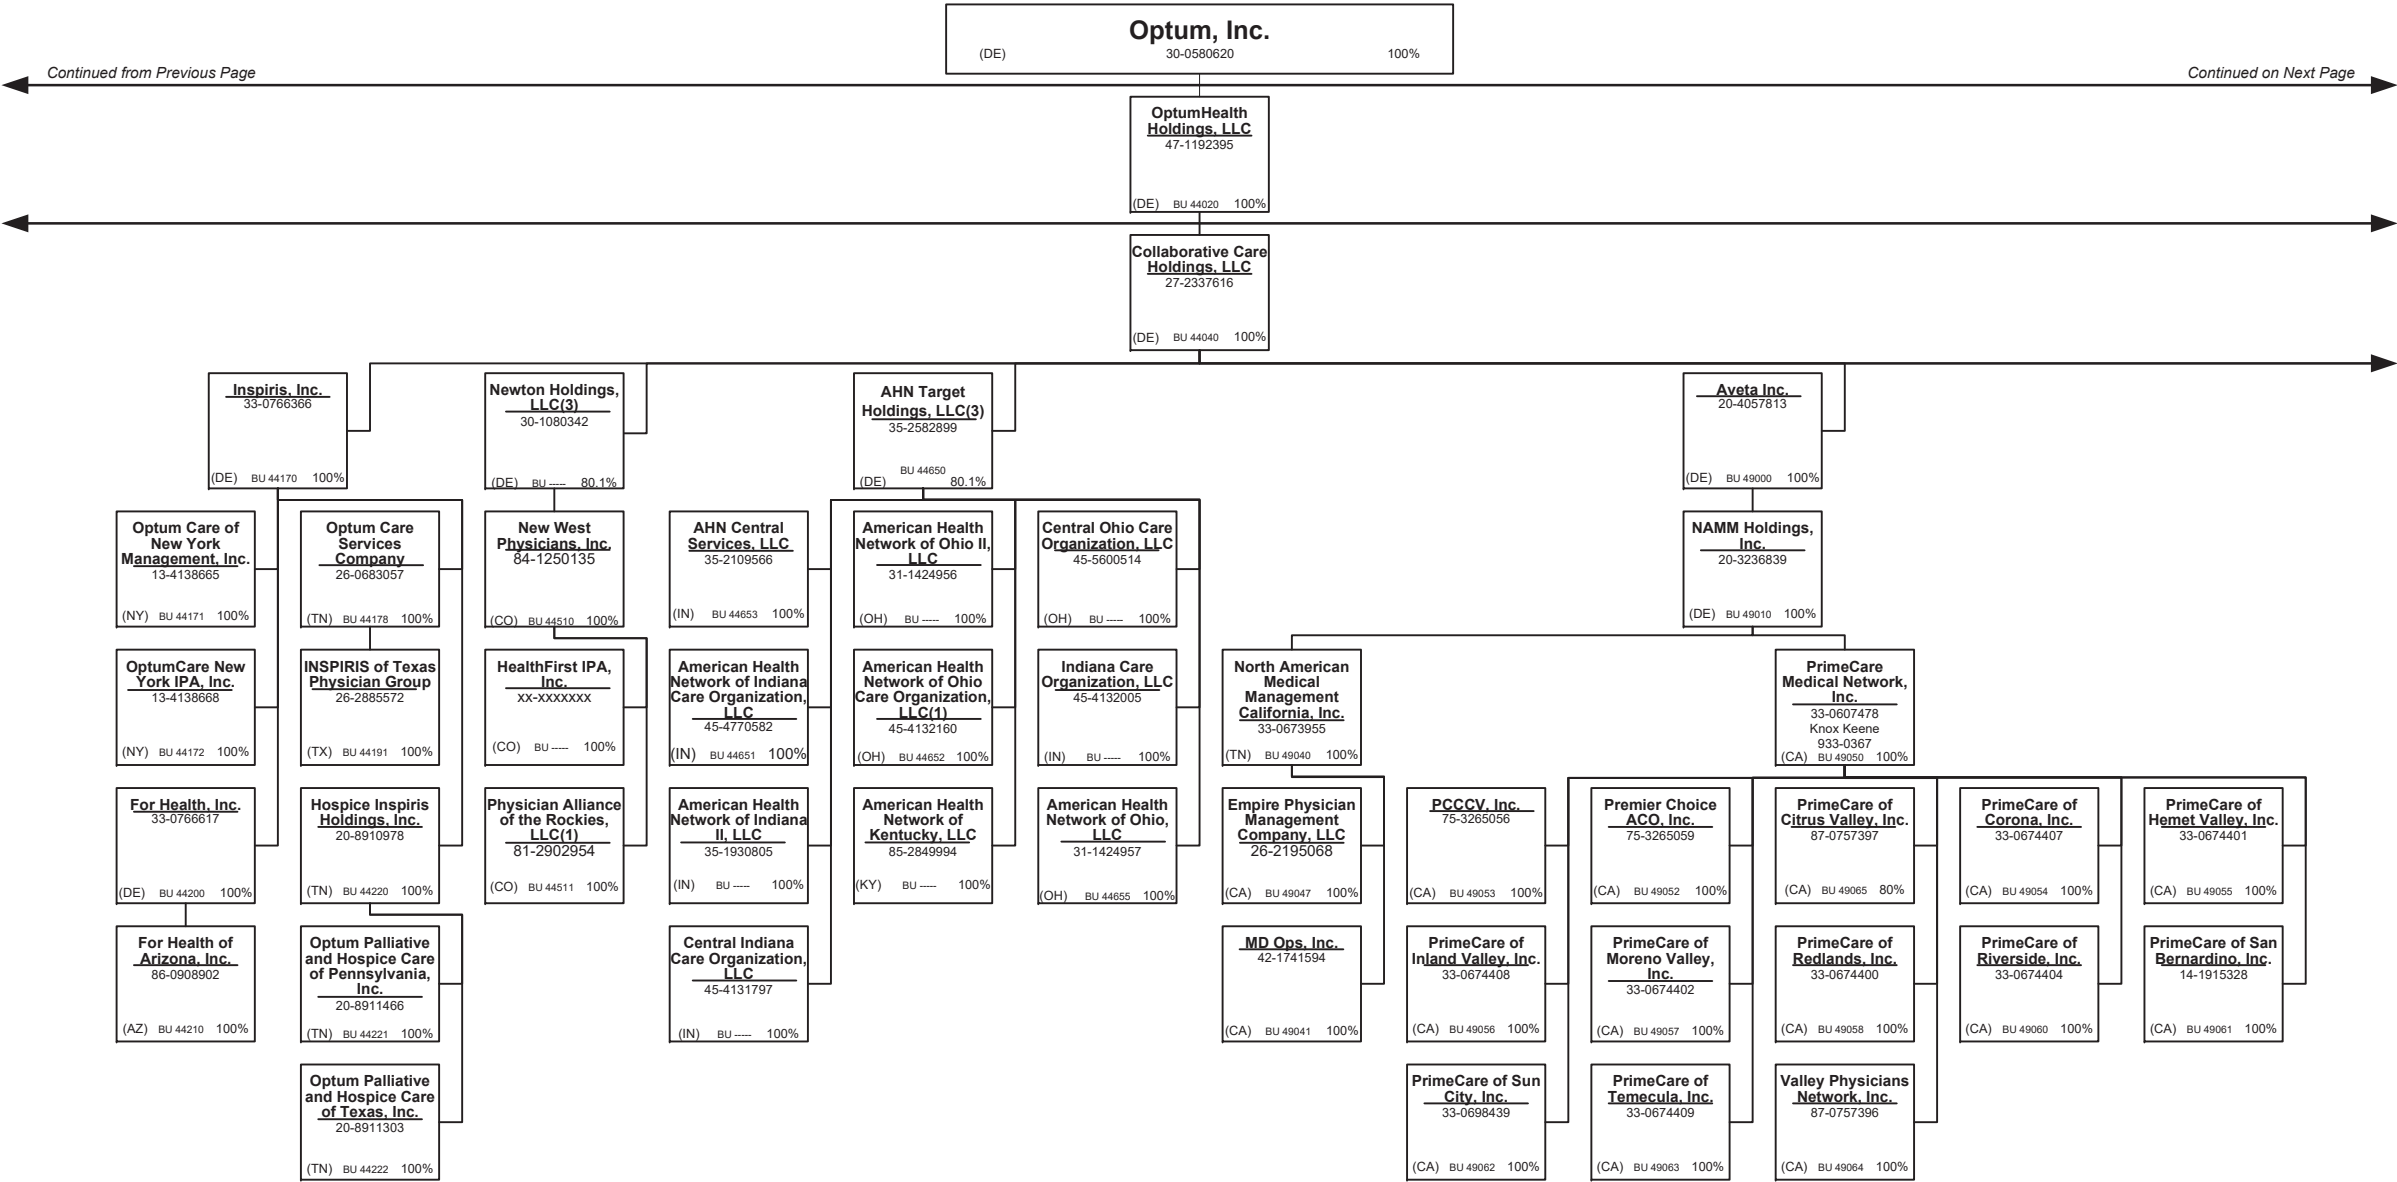 Optum, Inc.
(DE) 30-0580620 100%
Continued from Previous Page
Continued on Next Page
OptumHealth
Holdings, LLC
47-1192395
(DE) BU 44020 100%
Collaborative Care
Holdings, LLC
27-2337616
(DE) BU 44040 100%
Inspiris, Inc.
33-0766366
(DE) BU 44170 100%
Newton Holdings,
LLC(3)
30-1080342
(DE) BU ----- 80.1%
AHN Target
Holdings, LLC(3)
35-2582899
BU 44650
(DE) 80.1%
Aveta Inc.
20-4057813
(DE) BU 49000 100%
Optum Care of
New York
Management, Inc.
13-4138665
(NY) BU 44171 100%
Optum Care
Services
Company
26-0683057
(TN) BU 44178 100%
New West
Physicians, Inc.
84-1250135
(CO) BU 44510 100%
AHN Central
Services, LLC
35-2109566
(IN) BU 44653 100%
American Health
Network of Ohio II,
LLC
31-1424956
(OH) BU ----- 100%
Central Ohio Care
Organization, LLC
45-5600514
(OH) BU ----- 100%
NAMM Holdings,
Inc.
20-3236839
(DE) BU 49010 100%
OptumCare New
York IPA, Inc.
13-4138668
(NY) BU 44172 100%
INSPIRIS of Texas
Physician Group
26-2885572
(TX) BU 44191 100%
HealthFirst IPA,
Inc.
xx-xxxxxxx
(CO) BU ----- 100%
American Health
Network of Indiana
Care Organization,
LLC
45-4770582
(IN) BU 44651 100%
American Health
Network of Ohio
Care Organization,
LLC(1)
45-4132160
(OH) BU 44652 100%
Indiana Care
Organization, LLC
45-4132005
(IN) BU ----- 100%
North American
Medical
Management
California, Inc.
33-0673955
(TN) BU 49040 100%
PrimeCare
Medical Network,
Inc.
33-0607478
Knox Keene
933-0367
(CA) BU 49050 100%
For Health, Inc.
33-0766617
(DE) BU 44200 100%
Hospice Inspiris
Holdings, Inc.
20-8910978
(TN) BU 44220 100%
Physician Alliance
of the Rockies,
LLC(1)
81-2902954
(CO) BU 44511 100%
American Health
Network of Indiana
II, LLC
35-1930805
(IN) BU ----- 100%
American Health
Network of
Kentucky, LLC
85-2849994
(KY) BU ----- 100%
American Health
Network of Ohio,
LLC
31-1424957
(OH) BU 44655 100%
Empire Physician
Management
Company, LLC
26-2195068
(CA) BU 49047 100%
PCCCV, Inc.
75-3265056
(CA) BU 49053 100%
Premier Choice
ACO, Inc.
75-3265059
(CA) BU 49052 100%
PrimeCare of
Citrus Valley, Inc.
87-0757397
(CA) BU 49065 80%
PrimeCare of
Corona, Inc.
33-0674407
(CA) BU 49054 100%
PrimeCare of
Hemet Valley, Inc.
33-0674401
(CA) BU 49055 100%
For Health of
Arizona, Inc.
86-0908902
(AZ) BU 44210 100%
Optum Palliative
and Hospice Care
of Pennsylvania,
Inc.
20-8911466
(TN) BU 44221 100%
Central Indiana
Care Organization,
LLC
45-4131797
(IN) BU ----- 100%
MD Ops, Inc.
42-1741594
(CA) BU 49041 100%
PrimeCare of
Inland Valley, Inc.
33-0674408
(CA) BU 49056 100%
PrimeCare of
Moreno Valley,
Inc.
33-0674402
(CA) BU 49057 100%
PrimeCare of
Redlands, Inc.
33-0674400
(CA) BU 49058 100%
PrimeCare of
Riverside, Inc.
33-0674404
(CA) BU 49060 100%
PrimeCare of San
Bernardino, Inc.
14-1915328
(CA) BU 49061 100%
Optum Palliative
and Hospice Care
of Texas, Inc.
20-8911303
(TN) BU 44222 100%
PrimeCare of Sun
City, Inc.
33-0698439
(CA) BU 49062 100%
PrimeCare of
Temecula, Inc.
33-0674409
(CA) BU 49063 100%
Valley Physicians
Network, Inc.
87-0757396
(CA) BU 49064 100%